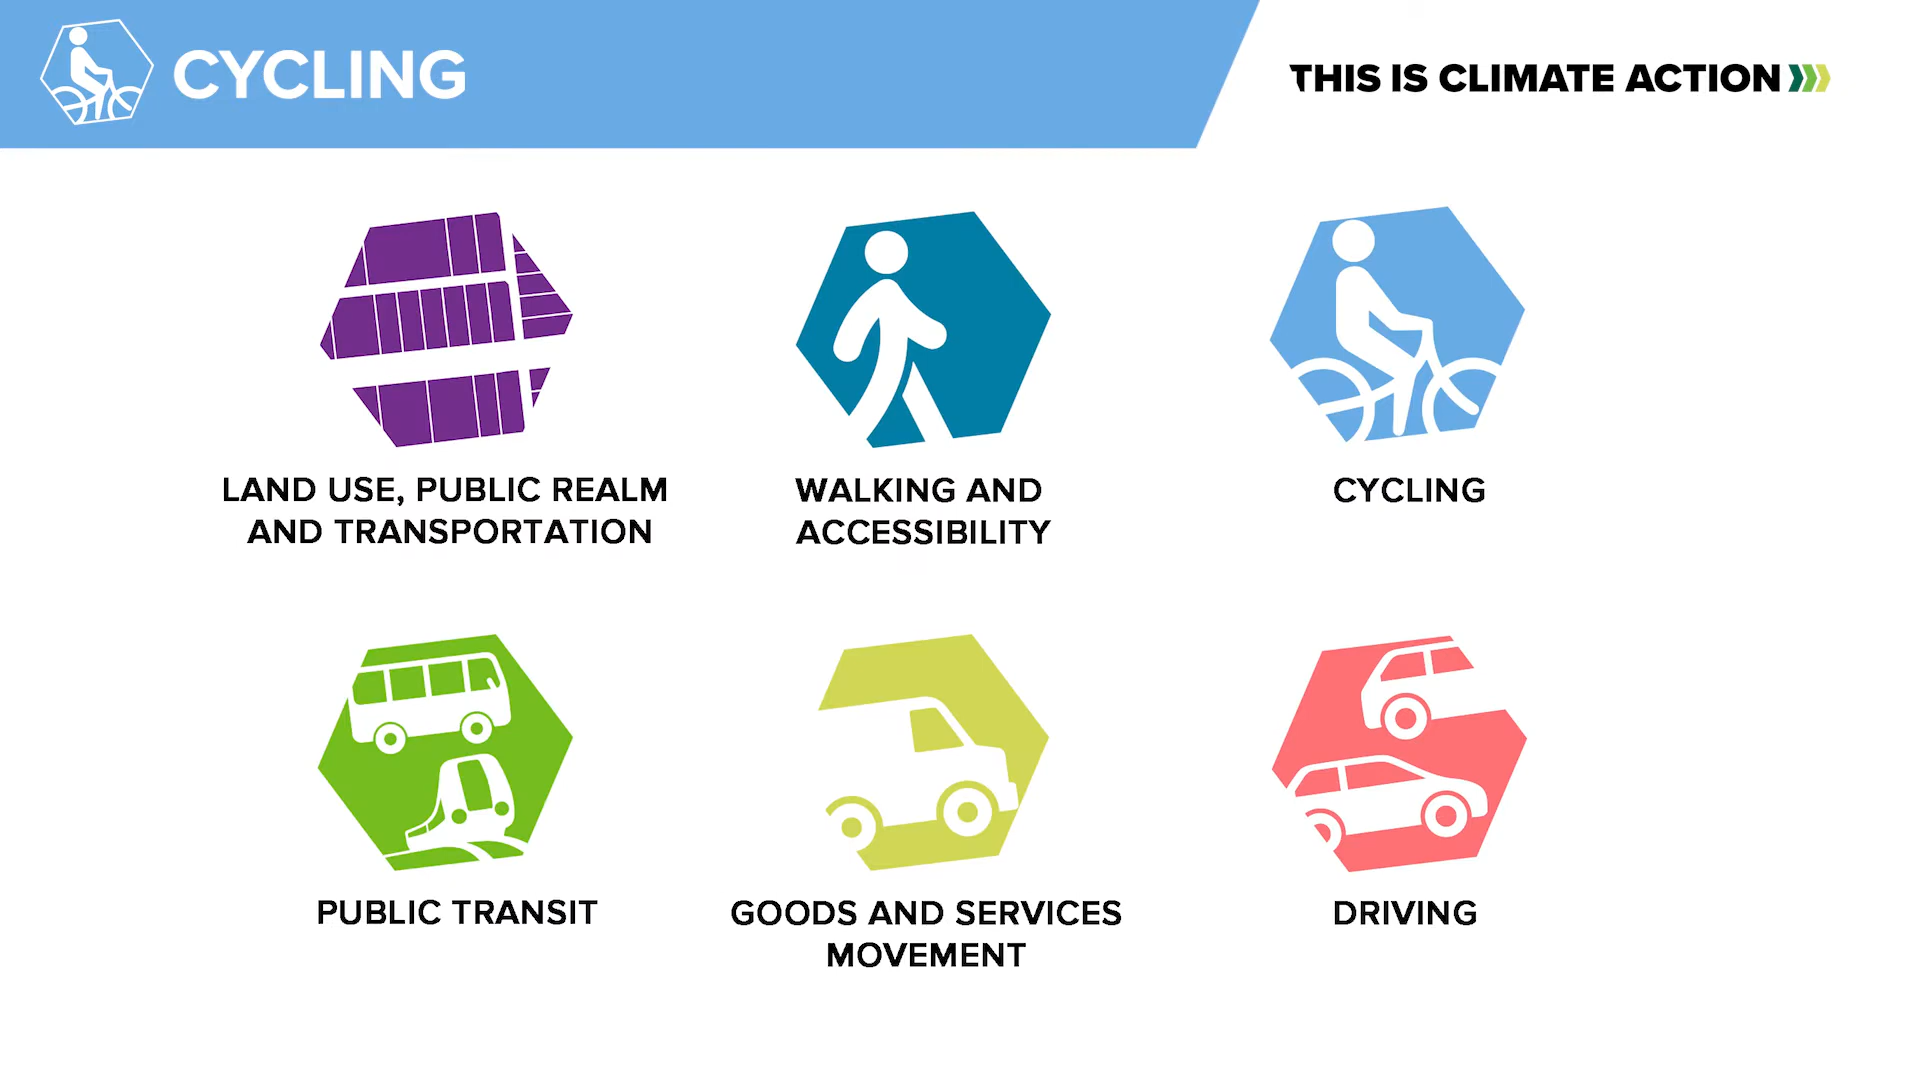 CYCLING
THIS IS CLIMATE ACTION
LAND USE, PUBLIC REALM
AND TRANSPORTATION
WALKING AND
ACCESSIBILITY
CYCLING
PUBLIC TRANSIT
GOODS AND SERVICES
MOVEMENT
DRIVING